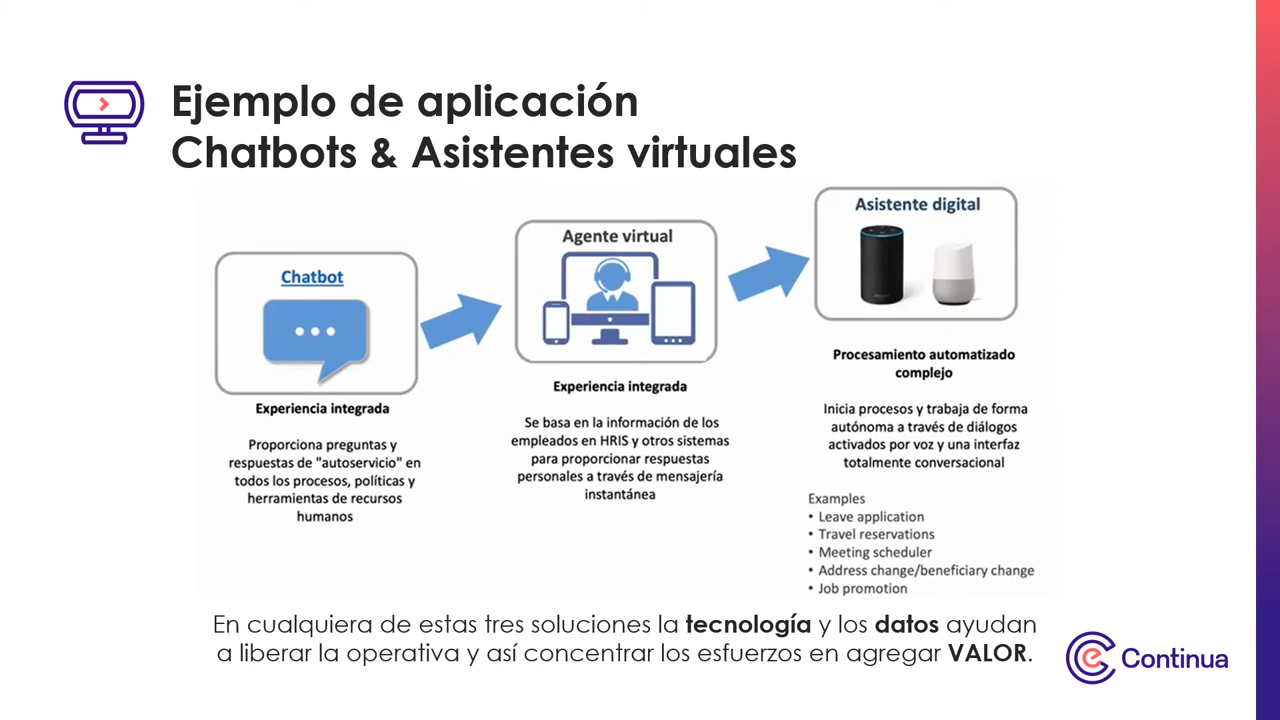 Ejemplo de aplicación
Chatbots & Asistentes virtuales
Chatbot
Experiencia integrada
Proporciona preguntas y
respuestas de "autoservicio" en
todos los procesos, políticas y
herramientas de recursos
humanos
Agente virtual
Experiencia integrada
Se basa en la información de los
empleados en HRIS y otros sistemas
para proporcionar respuestas
personales a través de mensajería
instantánea
Asistente digital
Procesamiento automatizado
complejo
Inicia procesos y trabaja de forma
autónoma a través de diálogos
activados por voz y una interfaz
totalmente conversacional
Examples
• Leave application
• Travel reservations
• Meeting scheduler
• Address change/beneficiary change
• Job promotion
En cualquiera de estas tres soluciones la tecnología y los datos ayudan
a liberar la operativa y así concentrar los esfuerzos en agregar VALOR.
e Continua